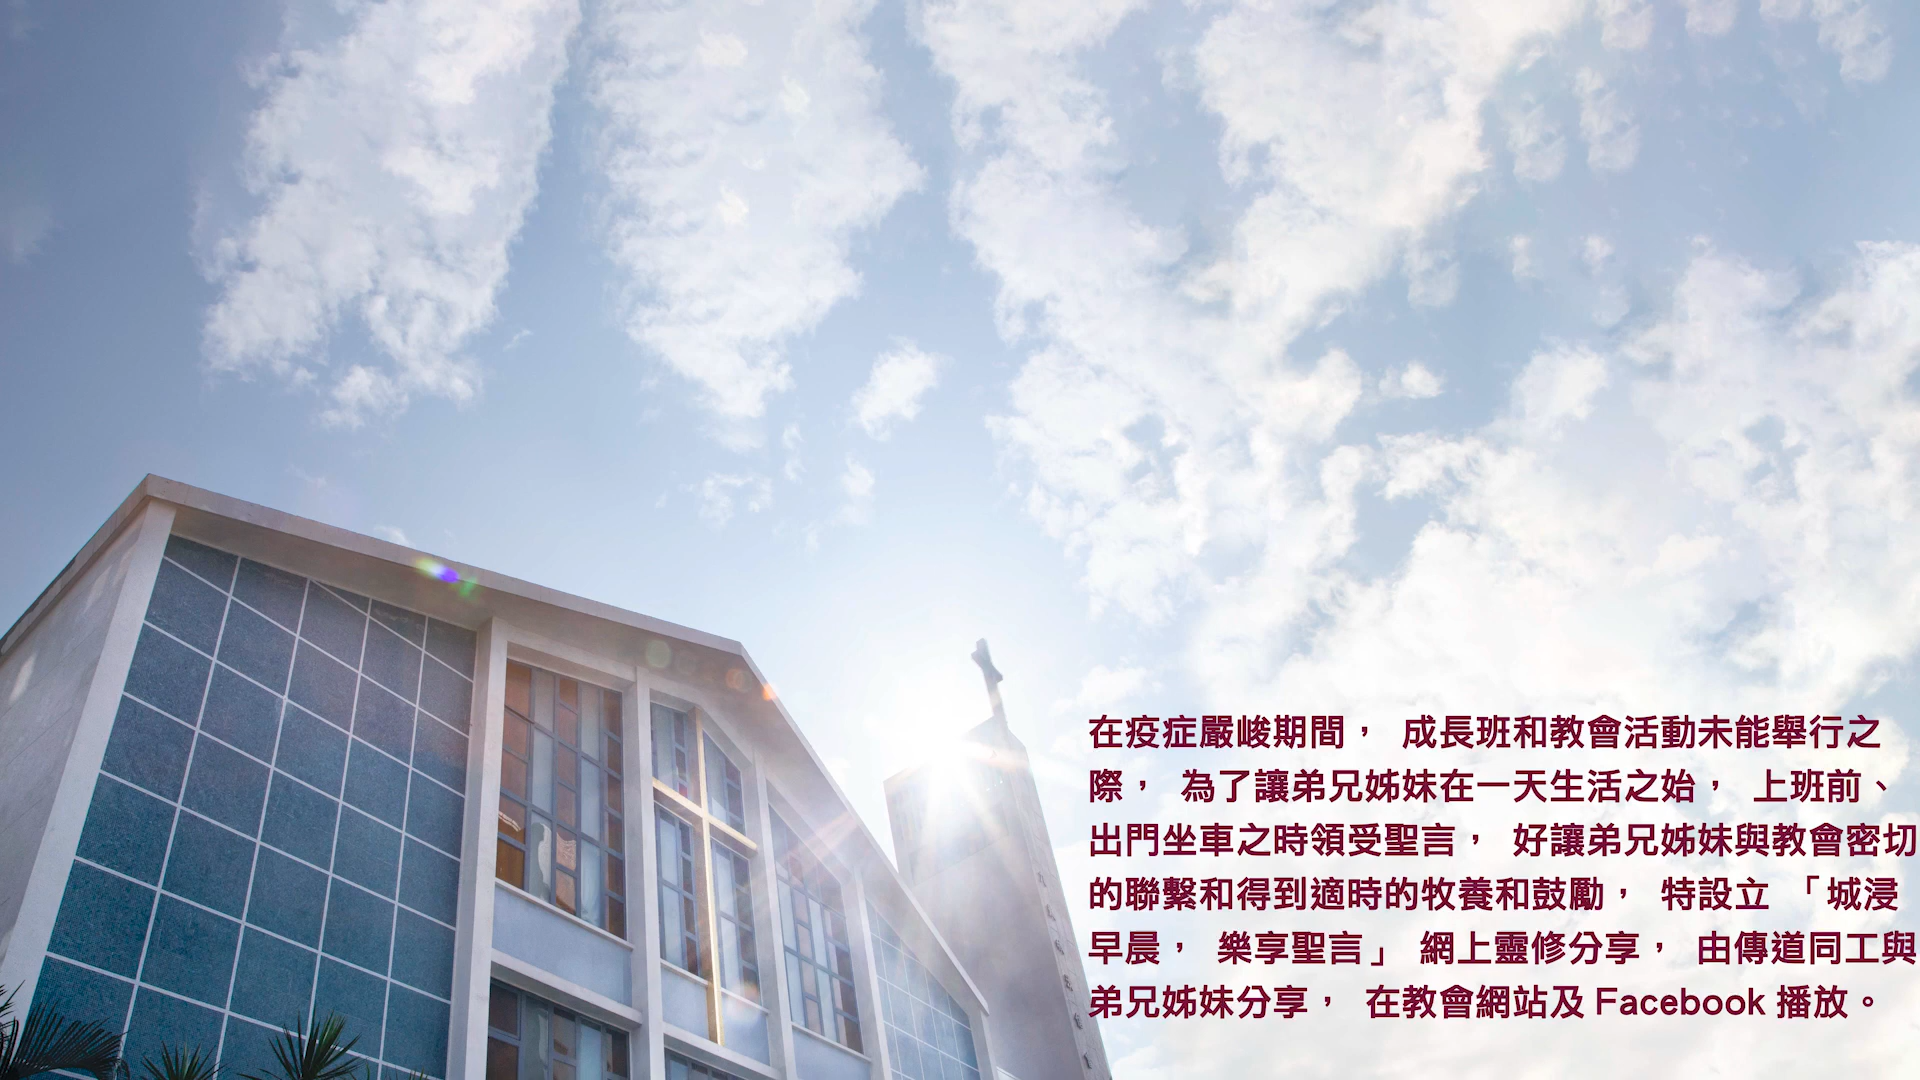 在疫症嚴峻期間， 成長班和教會活動未能舉行之
際， 為了讓弟兄姊妹在一天生活之始， 上班前、
出門坐車之時領受聖言， 好讓弟兄姊妹與教會密切
的聯繫和得到適時的牧養和鼓勵， 特設立 「城浸
早晨， 樂享聖言」 網上靈修分享， 由傳道同工與
弟兄姊妹分享， 在教會網站及 Facebook 播放。